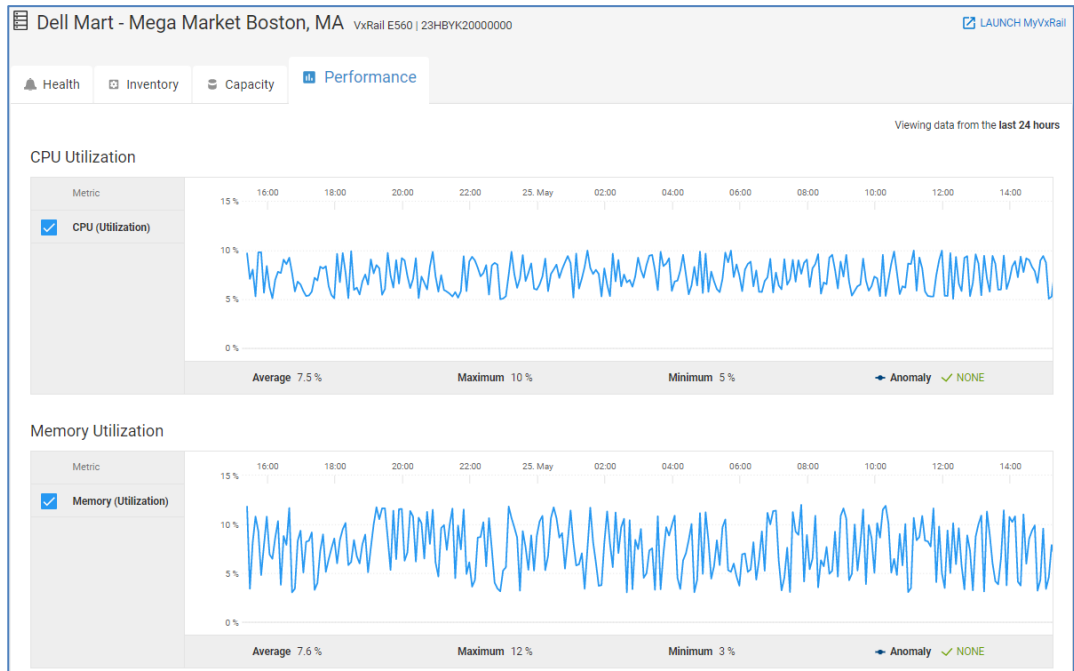 Dell Mart - Mega Market Boston, MA VxRail E560 | 23HBYK20000000
LAUNCH MyVxRail
Health Inventory Capacity Performance
Viewing data from the last 24 hours
CPU Utilization
Metric
CPU (Utilization)
16:00 18:00 20:00 22:00 25. May 02:00 04:00 06:00 08:00 10:00 12:00 14:00
15 %
10 %
5 %
0 %
Average 7.5 % Maximum 10 % Minimum 5 % Anomaly NONE
Memory Utilization
Metric
Memory (Utilization)
16:00 18:00 20:00 22:00 25. May 02:00 04:00 06:00 08:00 10:00 12:00 14:00
15 %
10 %
5 %
0 %
Average 7.6 % Maximum 12 % Minimum 3 % Anomaly NONE